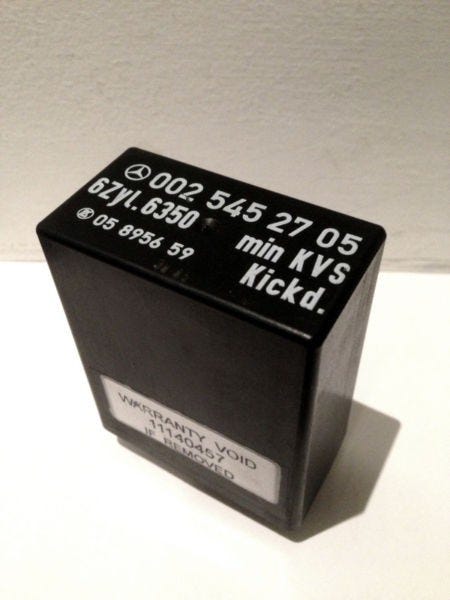 002 545 27 05
6Zyl. 6350 min KVS
05 8956 59 Kickd.
WARRANTY VOID
11140457
IF REMOVED